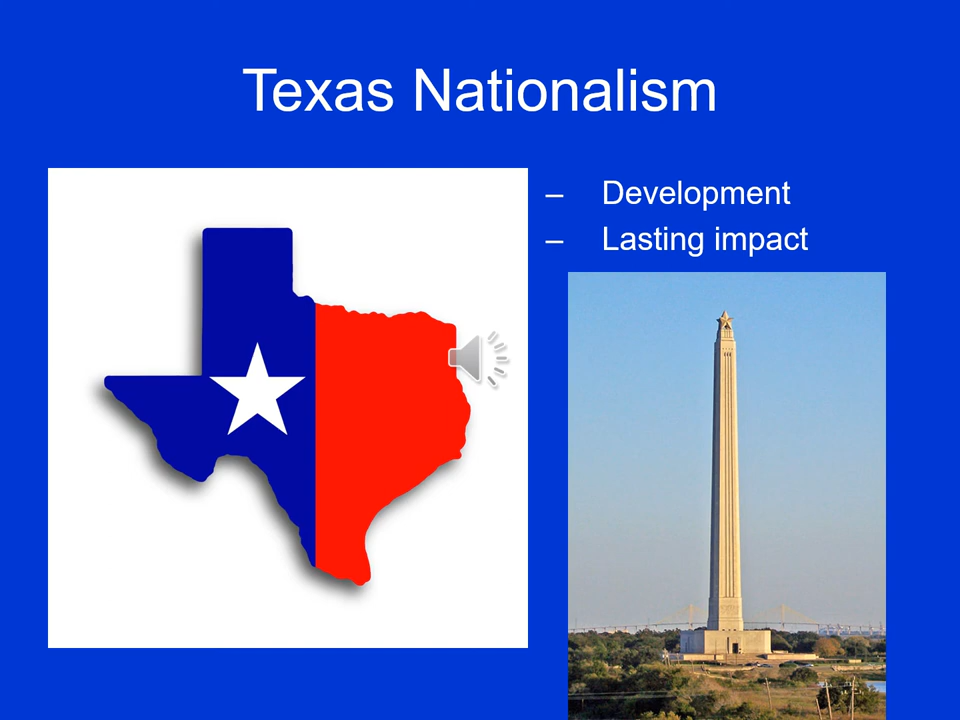 Texas Nationalism
– Development
– Lasting impact